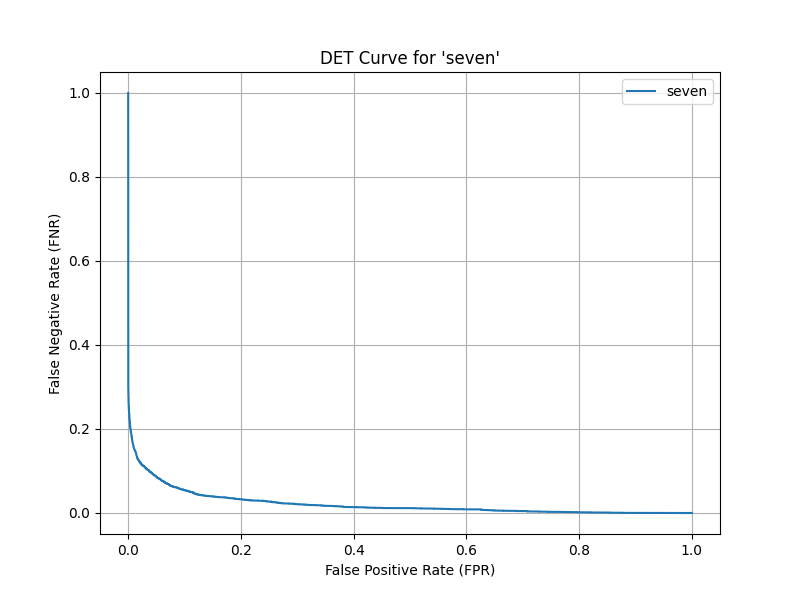 DET Curve for 'seven'
seven
1.0
0.8
0.6
0.4
0.2
0.0
False Negative Rate (FNR)
0.0 0.2 0.4 0.6 0.8 1.0
False Positive Rate (FPR)